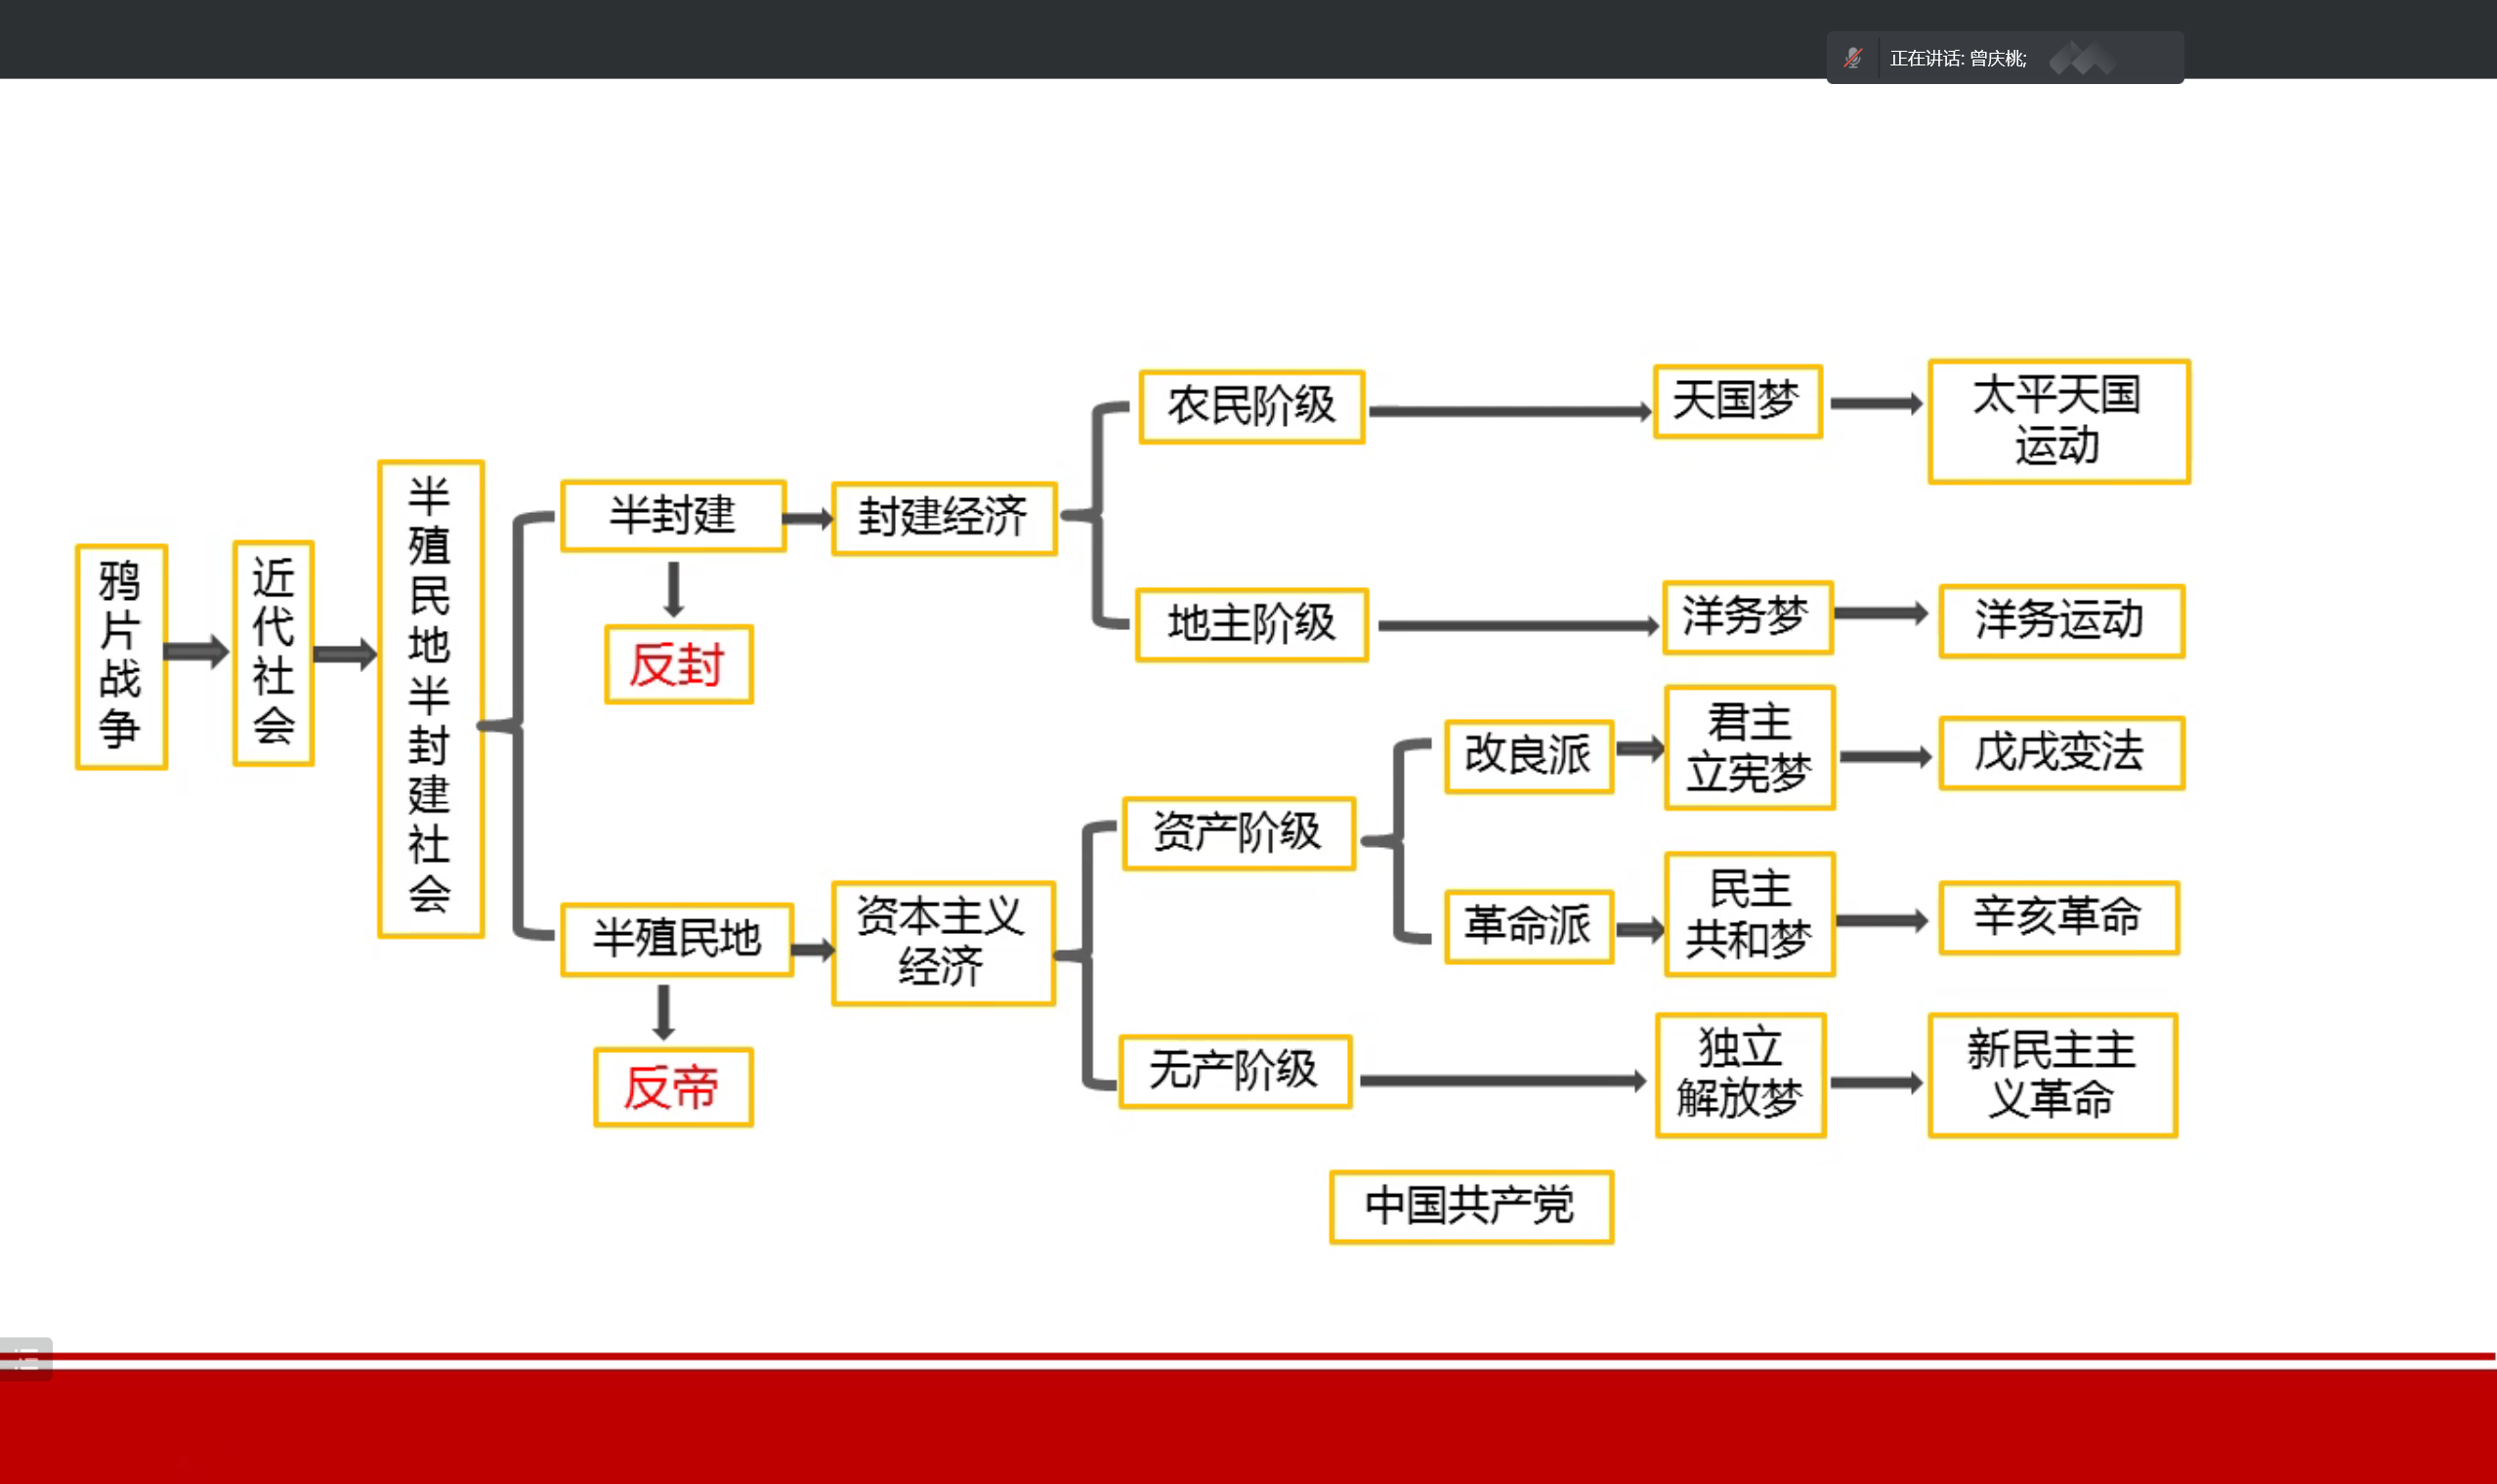 正在讲话: 曾庆桃;
鸦片战争
近代社会
半殖民地半封建社会
半封建
反封
封建经济
农民阶级
天国梦
太平天国
运动
地主阶级
洋务梦
洋务运动
半殖民地
反帝
资本主义
经济
资产阶级
改良派
君主
立宪梦
戊戌变法
革命派
民主
共和梦
辛亥革命
无产阶级
独立
解放梦
新民主主
义革命
中国共产党